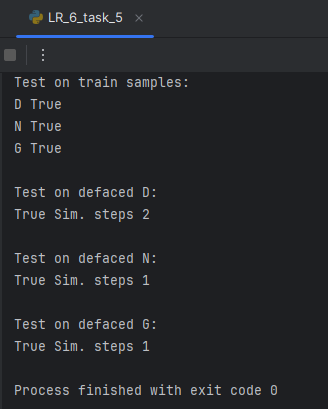 LR_6_task_5
Test on train samples:
D True
N True
G True
Test on defaced D:
True Sim. steps 2
Test on defaced N:
True Sim. steps 1
Test on defaced G:
True Sim. steps 1
Process finished with exit code 0